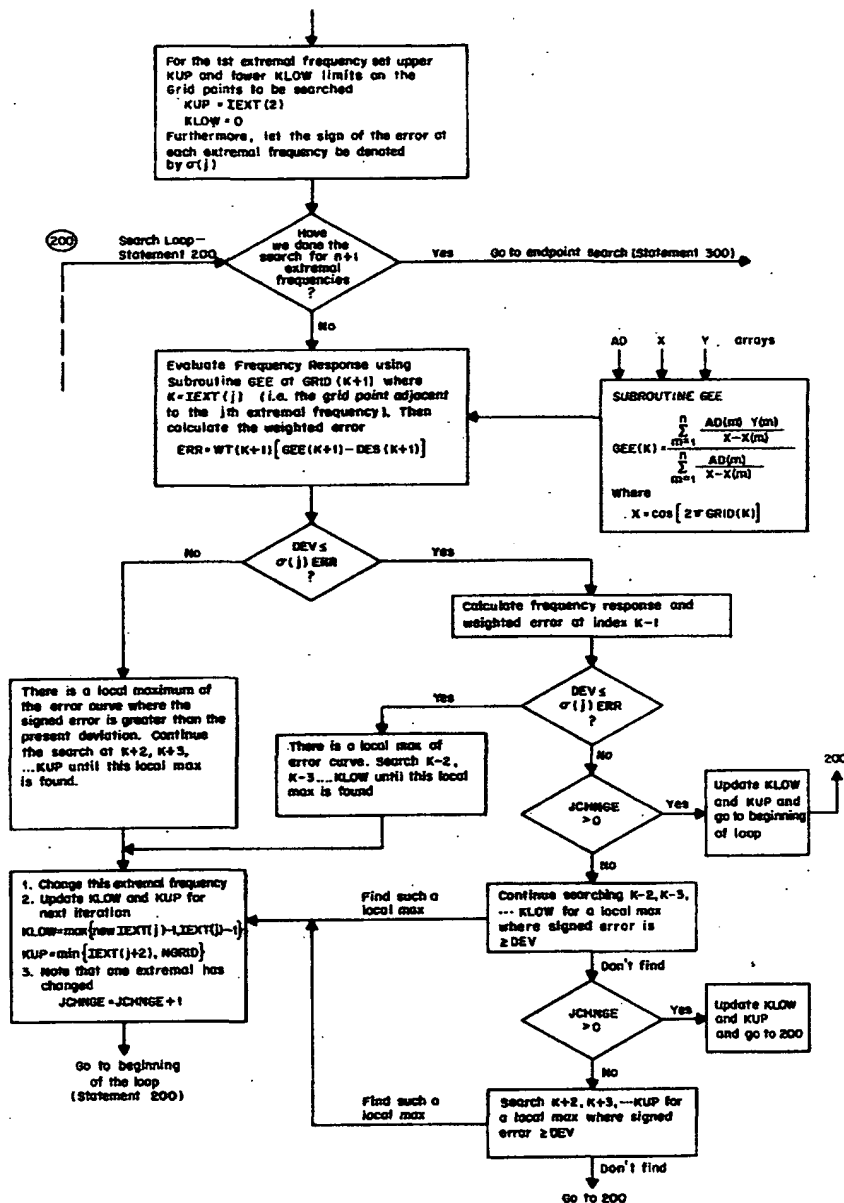 For the 1st extremal frequency set upper
KUP and lower KLOW limits on the
Grid points to be searched
KUP = IEXT(2)
KLOW = 0
Furthermore, let the sign of the error at
each extremal frequency be denoted
by σ(j)
200
Search Loop—
Statement 200
Have
we done the
search for n+1
extremal
frequencies
?
Yes
Go to endpoint search (Statement 300)
No
Evaluate Frequency Response using
Subroutine GEE at GRID (K+1) where
K=IEXT(j) (i.e. the grid point adjacent
to the jth extremal frequency). Then
calculate the weighted error
ERR=WT(K+1)[GEE(K+1)-DES(K+1)]
AD X Y arrays
SUBROUTINE GEE
n AD(m) Y(m)
Σ
m=1 X-X(m)
GEE(K)=
n AD(m)
Σ
m=1 X-X(m)
Where
X=cos[2π GRID(K)]
No
DEV≤
σ(j) ERR
?
Yes
Calculate frequency response and
weighted error at index K-1
There is a local maximum of
the error curve where the
signed error is greater than the
present deviation. Continue
the search at K+2, K+3,
...KUP until this local max
is found.
Yes
DEV≤
σ(j) ERR
?
There is a local max of
error curve. Search K-2,
K-3....KLOW until this local
max is found
No
200
JCHNGE
>0
Yes
Update KLOW
and KUP and
go to beginning
of loop
No
1. Change this extremal frequency
2. Update KLOW and KUP for
next iteration
KLOW=max{new IEXT(j)-1,IEXT(j)-1}
KUP=min{IEXT(j+2), NGRID}
3. Note that one extremal has
changed
JCHNGE=JCHNGE+1
Find such a
local max
Continue searching K-2,K-3,
... KLOW for a local max
where signed error is
≥DEV
Don't find
JCHNGE
>0
Yes
Update KLOW
and KUP
and go to 200
No
Go to beginning
of the loop
(Statement 200)
Find such a
local max
Search K+2, K+3, ...KUP for
a local max where signed
error ≥DEV
Don't find
Go to 200